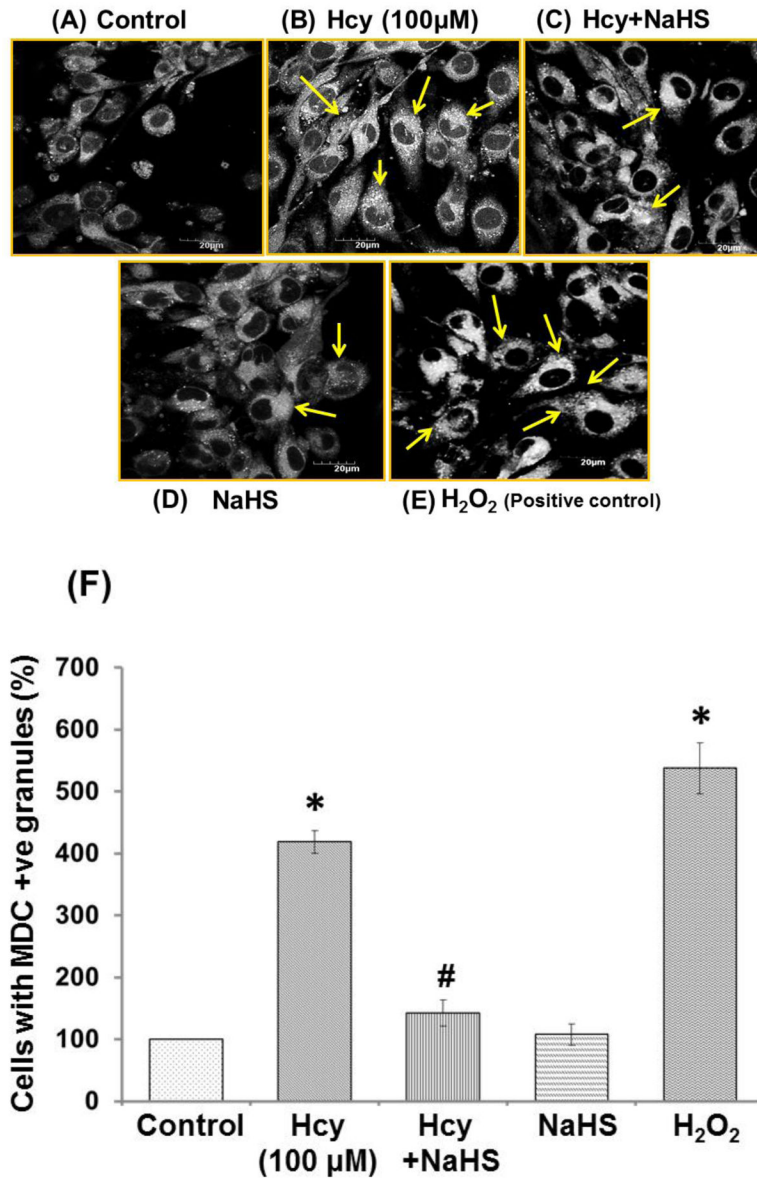 (A) Control
(B) Hcy (100µM)
(C) Hcy+NaHS
20µm
20µm
20µm
20µm
20µm
(D) NaHS
(E) H₂O₂ (Positive control)
(F)
Cells with MDC +ve granules (%)
700
600
500
400
300
200
100
0
*
#
*
Control
Hcy
(100 µM)
Hcy
+NaHS
NaHS
H₂O₂